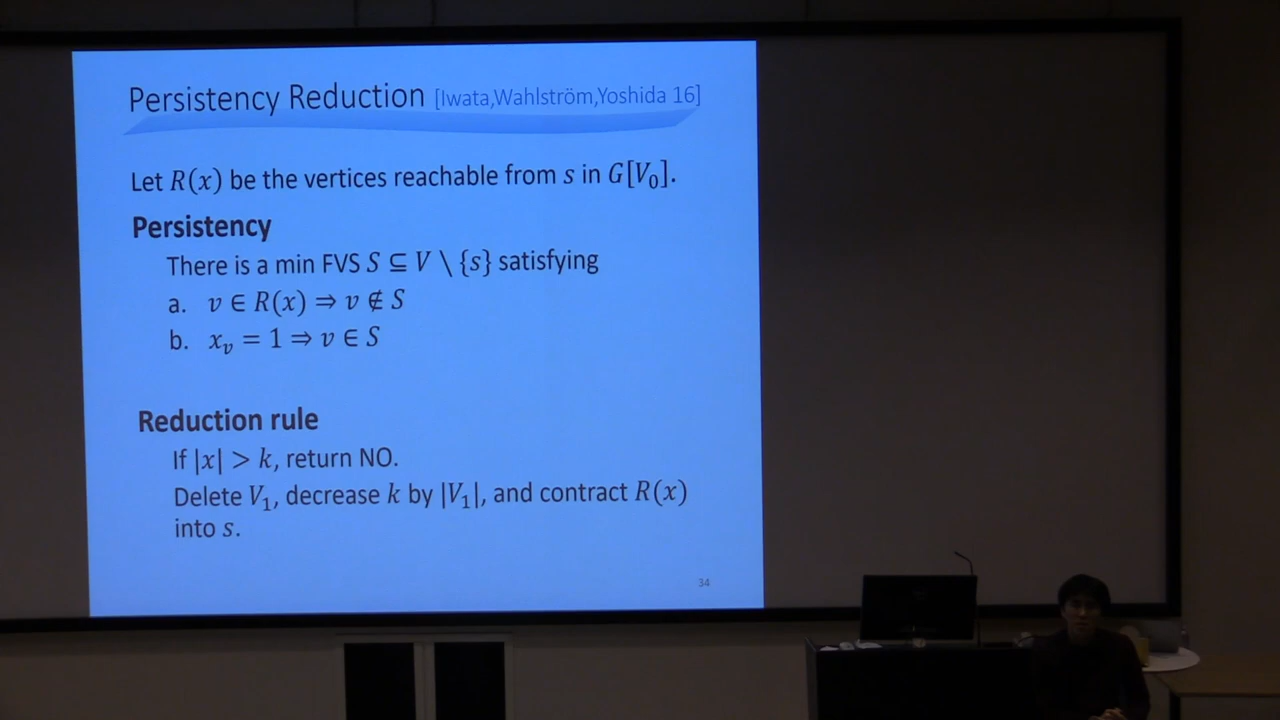 Persistency Reduction [Iwata,Wahlström,Yoshida 16]
Let R(x) be the vertices reachable from s in G[V₀].
Persistency
There is a min FVS S ⊆ V \ {s} satisfying
a. v ∈ R(x) ⇒ v ∉ S
b. xᵥ = 1 ⇒ v ∈ S
Reduction rule
If |x| > k, return NO.
Delete V₁, decrease k by |V₁|, and contract R(x)
into s.
34